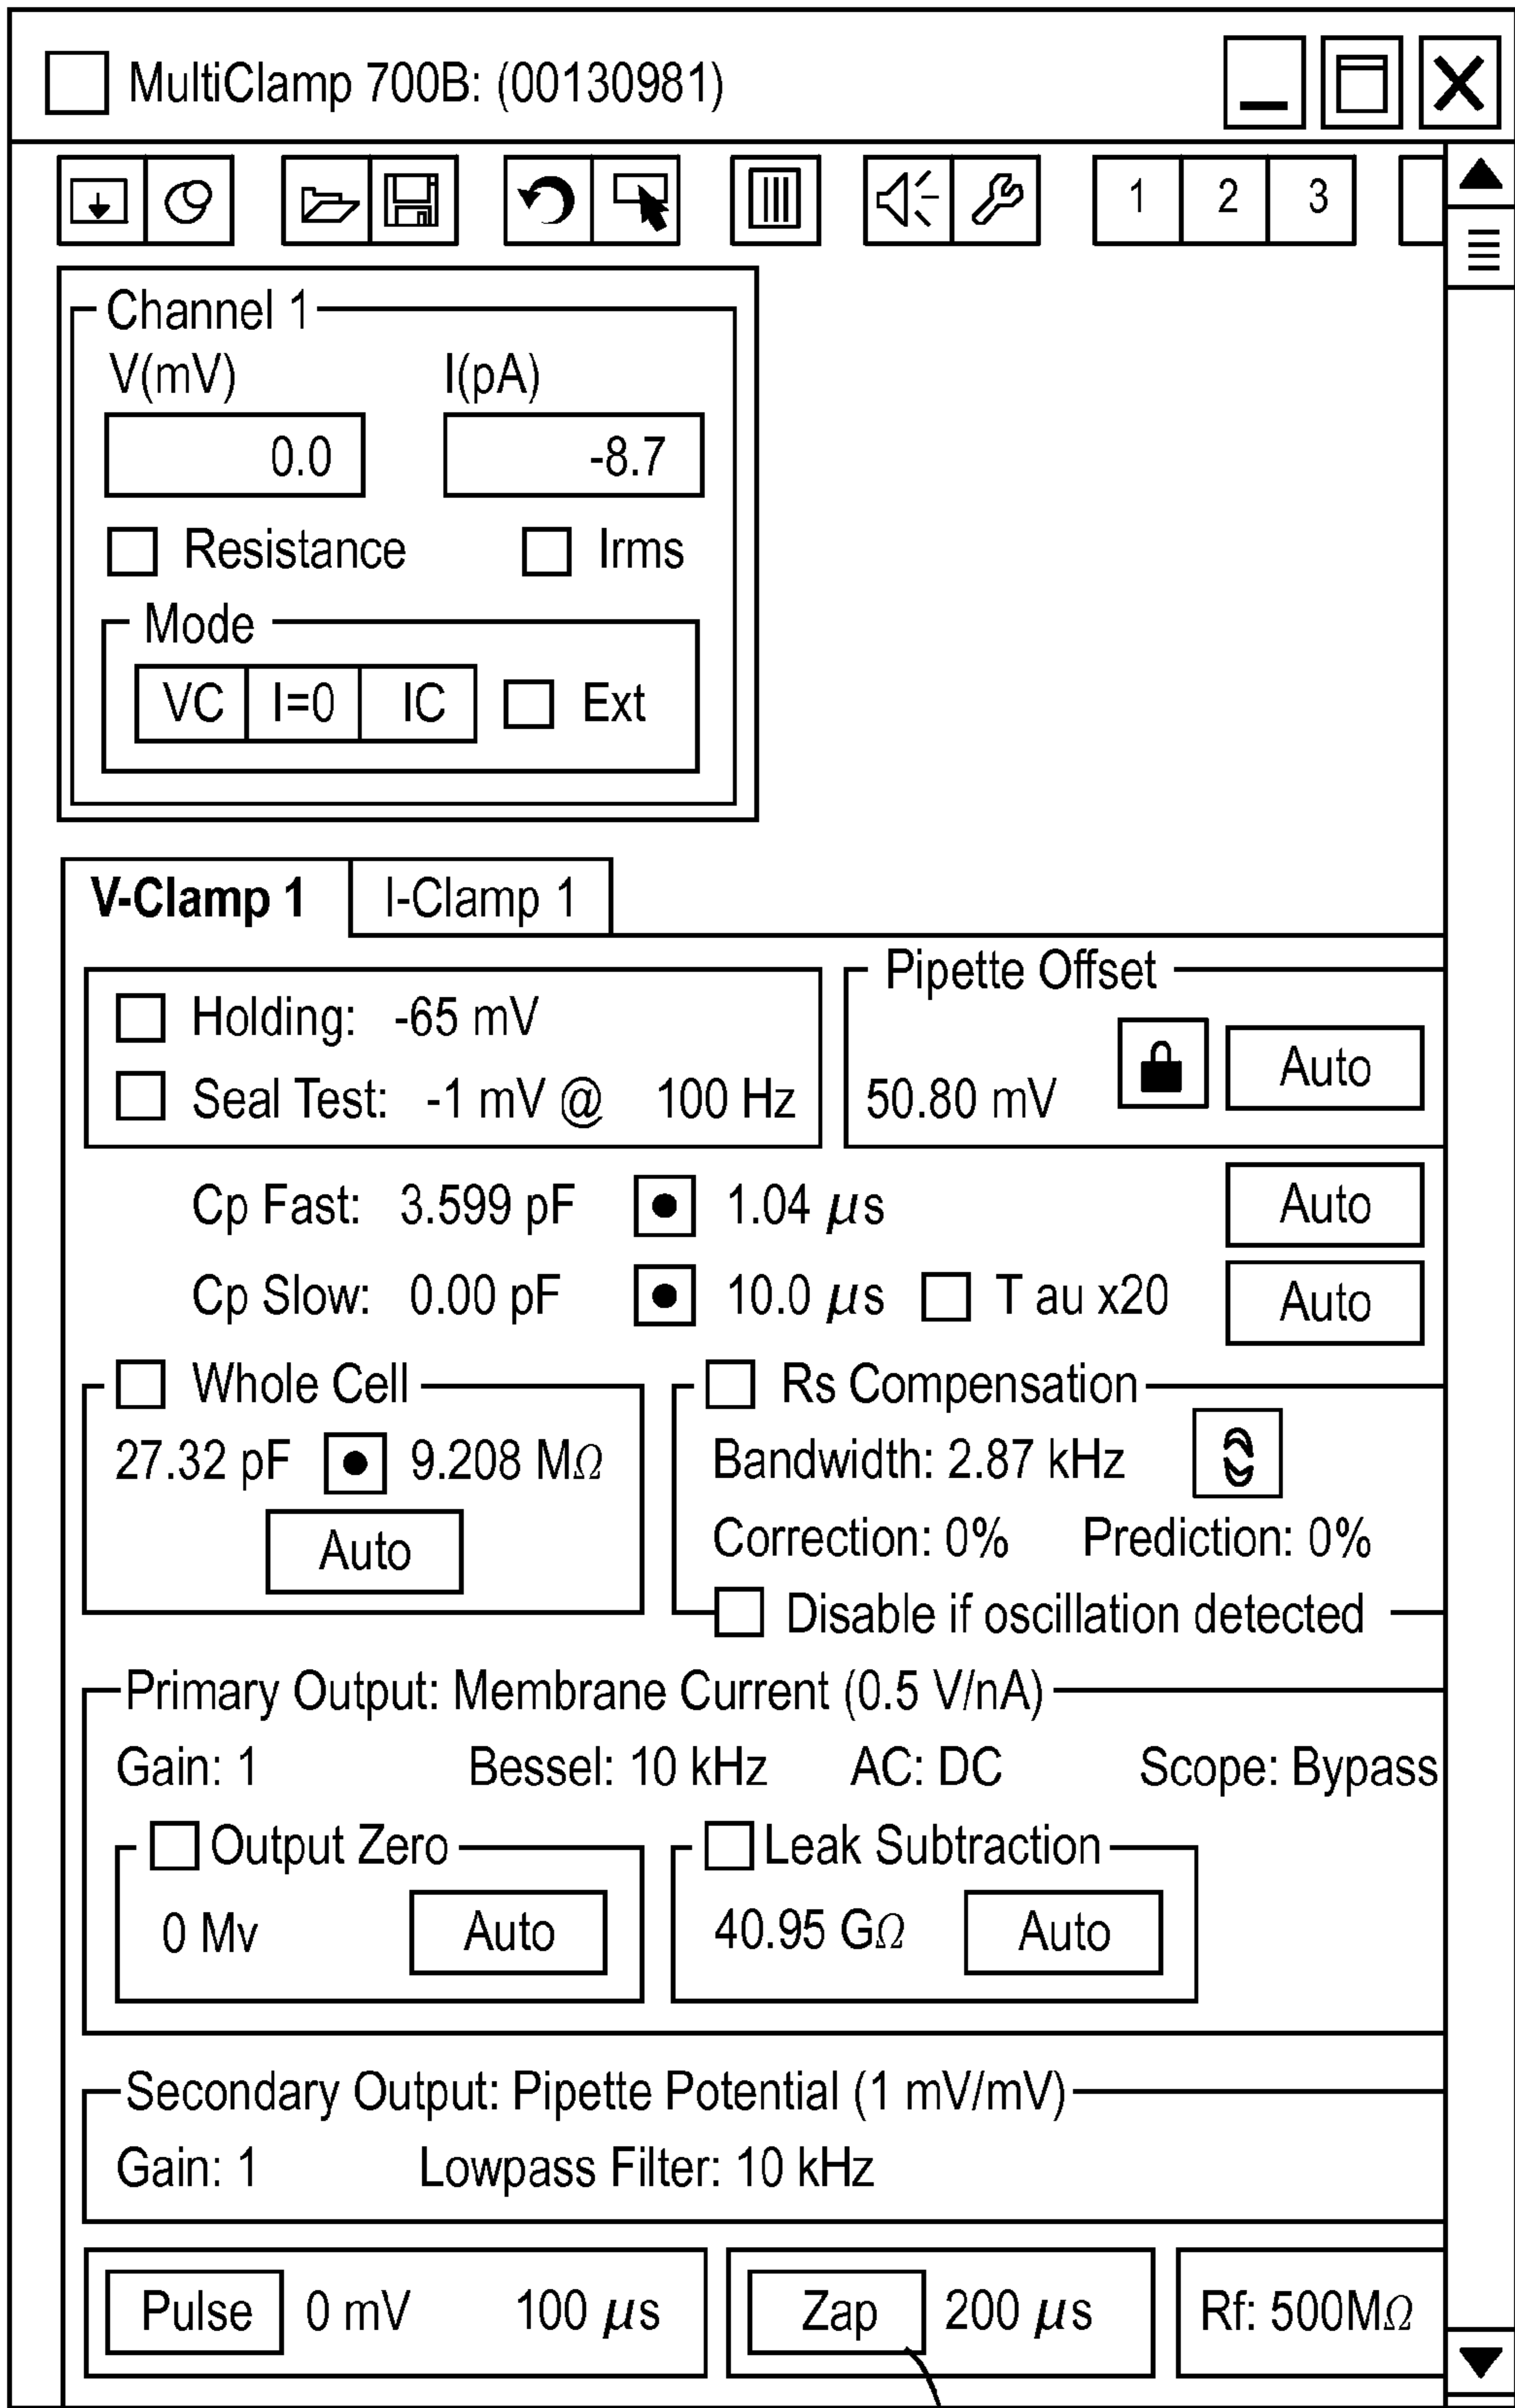 MultiClamp 700B: (00130981)
1 2 3
Channel 1
V(mV) I(pA)
0.0 -8.7
Resistance Irms
Mode
VC I=0 IC Ext
V-Clamp 1 I-Clamp 1
Holding: -65 mV
Seal Test: -1 mV @ 100 Hz
Pipette Offset
50.80 mV Auto
Cp Fast: 3.599 pF 1.04 μs Auto
Cp Slow: 0.00 pF 10.0 μs T au x20 Auto
Whole Cell
27.32 pF 9.208 MΩ
Auto
Rs Compensation
Bandwidth: 2.87 kHz
Correction: 0% Prediction: 0%
Disable if oscillation detected
Primary Output: Membrane Current (0.5 V/nA)
Gain: 1 Bessel: 10 kHz AC: DC Scope: Bypass
Output Zero
0 Mv Auto
Leak Subtraction
40.95 GΩ Auto
Secondary Output: Pipette Potential (1 mV/mV)
Gain: 1 Lowpass Filter: 10 kHz
Pulse 0 mV 100 μs Zap 200 μs Rf: 500MΩ